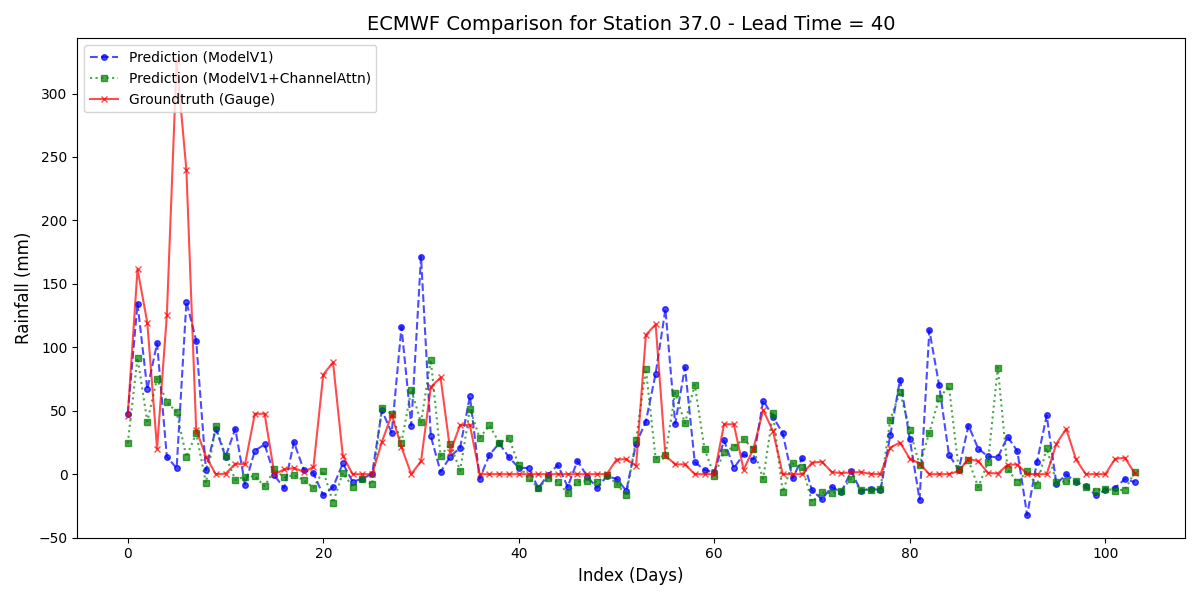 ECMWF Comparison for Station 37.0 - Lead Time = 40
Prediction (ModelV1)
Prediction (ModelV1+ChannelAttn)
Groundtruth (Gauge)
Rainfall (mm)
300
250
200
150
100
50
0
−50
0 20 40 60 80 100
Index (Days)